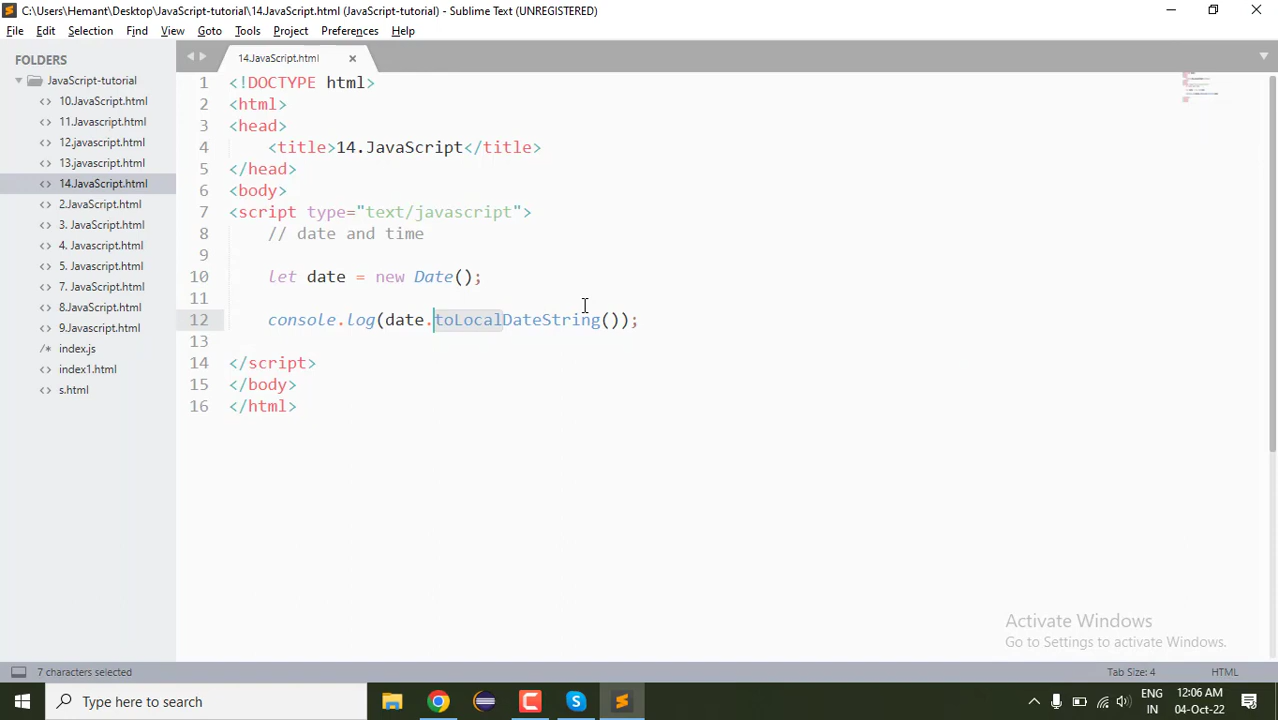 C:\Users\Hemant\Desktop\JavaScript-tutorial\14.JavaScript.html (JavaScript-tutorial) - Sublime Text (UNREGISTERED)
File Edit Selection Find View Goto Tools Project Preferences Help
FOLDERS
JavaScript-tutorial
10.JavaScript.html
11.Javascript.html
12.javascript.html
13.javascript.html
14.JavaScript.html
2.JavaScript.html
3. JavaScript.html
4. Javascript.html
5. Javascript.html
7. JavaScript.html
8.JavaScript.html
9.Javascript.html
index.js
index1.html
s.html
14.JavaScript.html
1 <!DOCTYPE html>
2 <html>
3 <head>
4 <title>14.JavaScript</title>
5 </head>
6 <body>
7 <script type="text/javascript">
8 // date and time
9
10 let date = new Date();
11
12 console.log(date.toLocalDateString());
13
14 </script>
15 </body>
16 </html>
Activate Windows
Go to Settings to activate Windows.
7 characters selected
Tab Size: 4
HTML
Type here to search
ENG
IN
12:06 AM
04-Oct-22